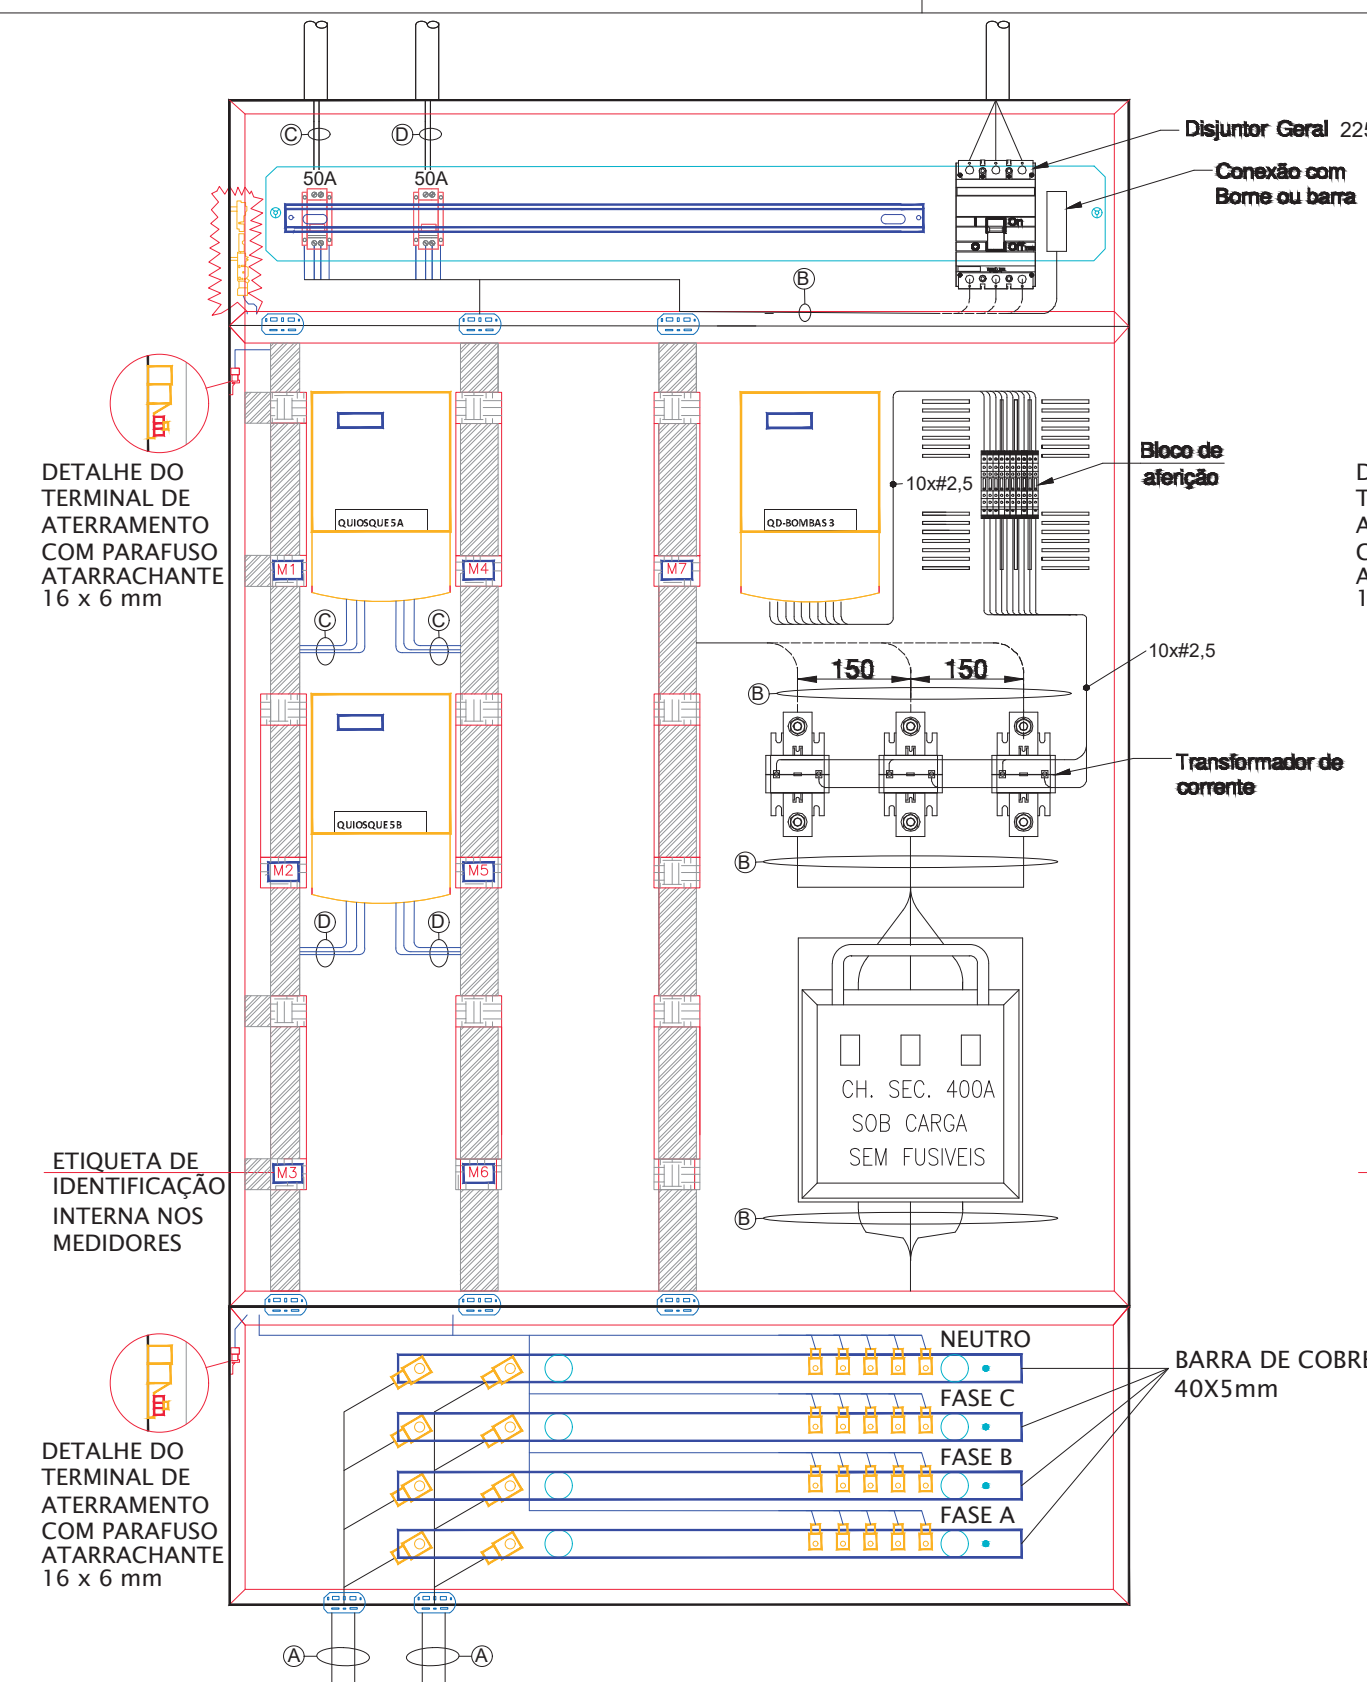 C
D
Disjuntor Geral 225
50A
50A
Conexão com
Borne ou barra
On
Off
B
DETALHE DO
TERMINAL DE
ATERRAMENTO
COM PARAFUSO
ATARRACHANTE
16 x 6 mm
QUIOSQUE 5A
QD-BOMBAS 3
10x#2,5
Bloco de
aferição
M1
M4
M7
C
C
10x#2,5
150
150
B
Transformador de
corrente
QUIOSQUE 5B
M2
M5
B
D
D
CH. SEC. 400A
SOB CARGA
SEM FUSIVEIS
ETIQUETA DE
IDENTIFICAÇÃO
INTERNA NOS
MEDIDORES
M3
M6
B
NEUTRO
FASE C
FASE B
FASE A
BARRA DE COBRE
40X5mm
DETALHE DO
TERMINAL DE
ATERRAMENTO
COM PARAFUSO
ATARRACHANTE
16 x 6 mm
A
A